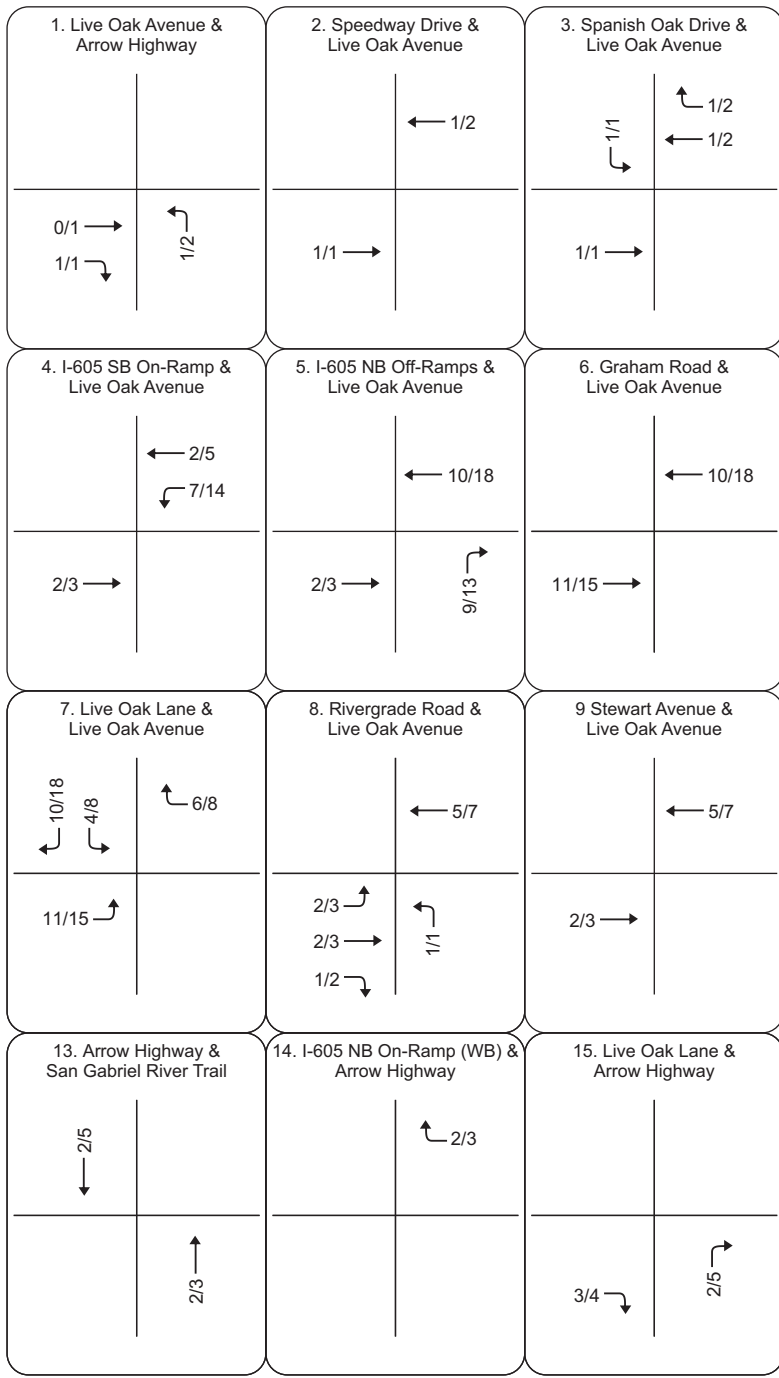 1. Live Oak Avenue &
Arrow Highway
0/1
1/1
1/2
2. Speedway Drive &
Live Oak Avenue
1/2
1/1
3. Spanish Oak Drive &
Live Oak Avenue
1/2
1/1
1/2
1/1
4. I-605 SB On-Ramp &
Live Oak Avenue
2/5
7/14
2/3
5. I-605 NB Off-Ramps &
Live Oak Avenue
10/18
2/3
9/13
6. Graham Road &
Live Oak Avenue
10/18
11/15
7. Live Oak Lane &
Live Oak Avenue
10/18
4/8
6/8
11/15
8. Rivergrade Road &
Live Oak Avenue
5/7
2/3
2/3
1/1
1/2
9 Stewart Avenue &
Live Oak Avenue
5/7
2/3
13. Arrow Highway &
San Gabriel River Trail
2/5
2/3
14. I-605 NB On-Ramp (WB) &
Arrow Highway
2/3
15. Live Oak Lane &
Arrow Highway
3/4
2/5